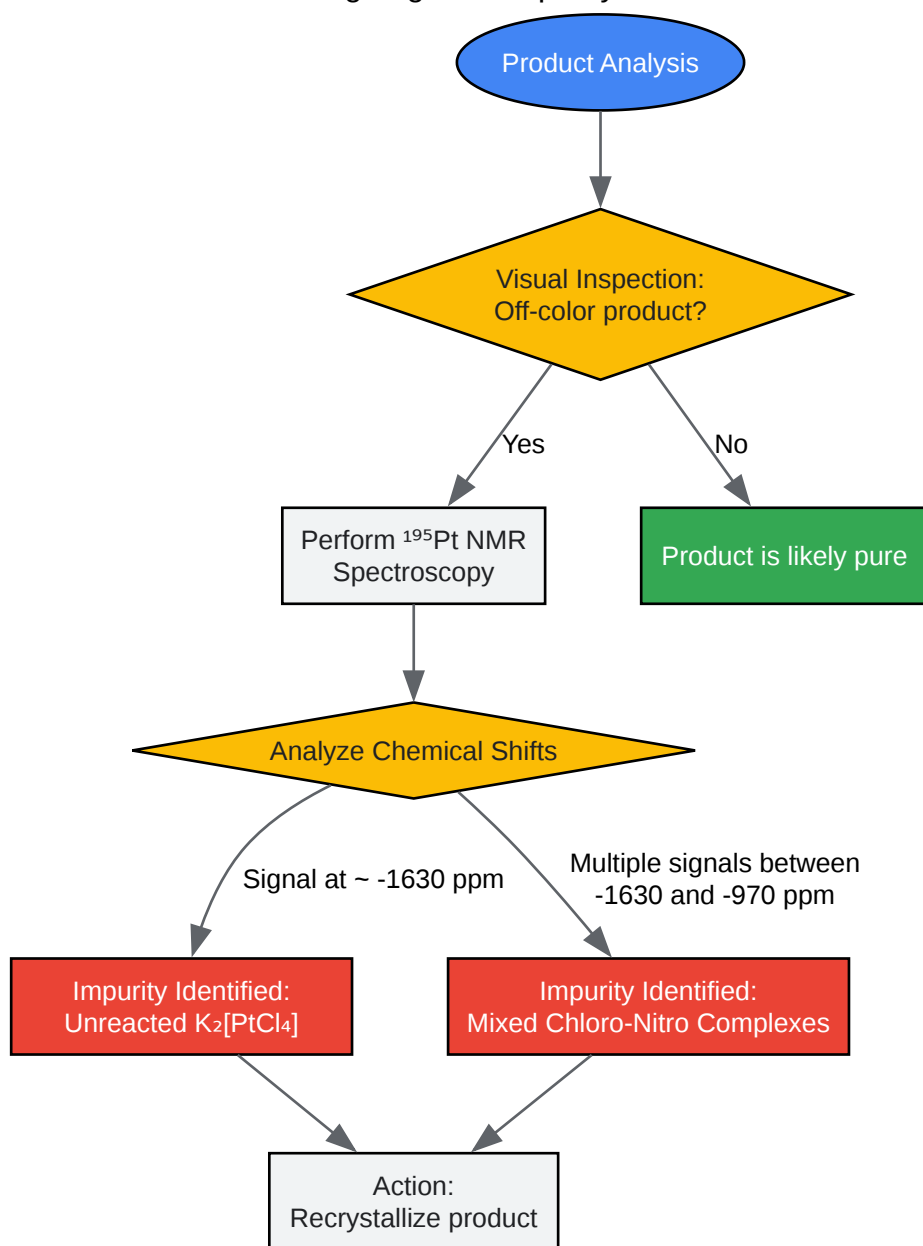 Product Analysis
Visual Inspection:
Off-color product?
Yes
No
Perform ¹⁹⁵Pt NMR
Spectroscopy
Product is likely pure
Analyze Chemical Shifts
Signal at ~ -1630 ppm
Multiple signals between
-1630 and -970 ppm
Impurity Identified:
Unreacted K₂[PtCl₄]
Impurity Identified:
Mixed Chloro-Nitro Complexes
Action:
Recrystallize product